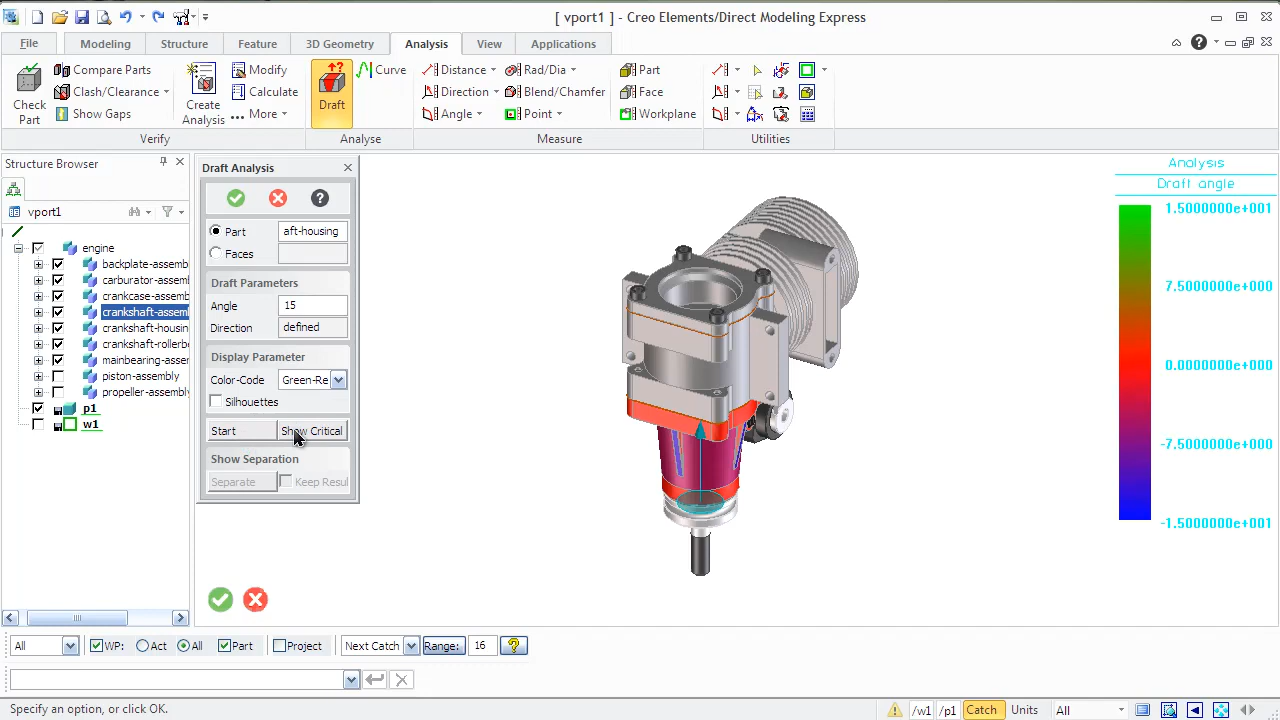 [ vport1 ] - Creo Elements/Direct Modeling Express
File Modeling Structure Feature 3D Geometry Analysis View Applications
Check Part
Compare Parts
Clash/Clearance
Show Gaps
Create Analysis
Modify
Calculate
More
Draft
Curve
Distance
Direction
Angle
Rad/Dia
Blend/Chamfer
Point
Part
Face
Workplane
Verify Analyse Measure Utilities
Structure Browser
vport1
engine
backplate-assemb
carburator-assem
crankcase-assemb
crankshaft-assem
crankshaft-housin
crankshaft-rollerb
mainbearing-asser
piston-assembly
propeller-assembly
p1
w1
Draft Analysis
Part aft-housing
Faces
Draft Parameters
Angle 15
Direction defined
Display Parameter
Color-Code Green-Re
Silhouettes
Start Show Critical
Show Separation
Separate Keep Resul
Analysis
Draft angle
1.5000000e+001
7.5000000e+000
0.0000000e+000
-7.5000000e+000
-1.5000000e+001
All WP: Act All Part Project Next Catch Range: 16
Specify an option, or click OK. /w1 /p1 Catch Units All